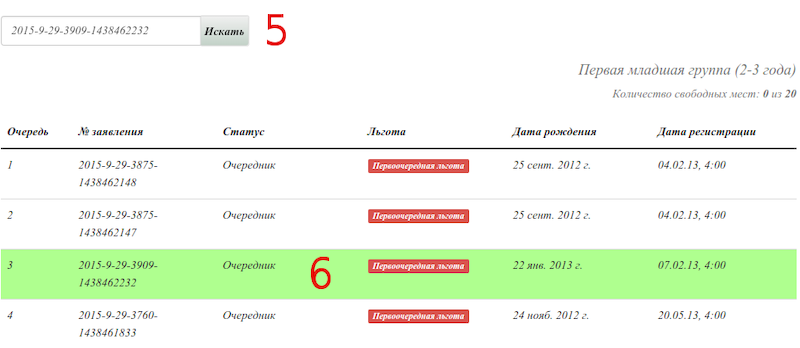 2015-9-29-3909-1438462232 Искать 5
Первая младшая группа (2-3 года)
Количество свободных мест: 0 из 20
Очередь № заявления Статус Льгота Дата рождения Дата регистрации
1 2015-9-29-3875- Очередник Первоочередная льгота 25 сент. 2012 г. 04.02.13, 4:00
1438462148
2 2015-9-29-3875- Очередник Первоочередная льгота 25 сент. 2012 г. 04.02.13, 4:00
1438462147
3 2015-9-29-3909- Очередник 6 Первоочередная льгота 22 янв. 2013 г. 07.02.13, 4:00
1438462232
4 2015-9-29-3760- Очередник Первоочередная льгота 24 нояб. 2012 г. 20.05.13, 4:00
1438461833